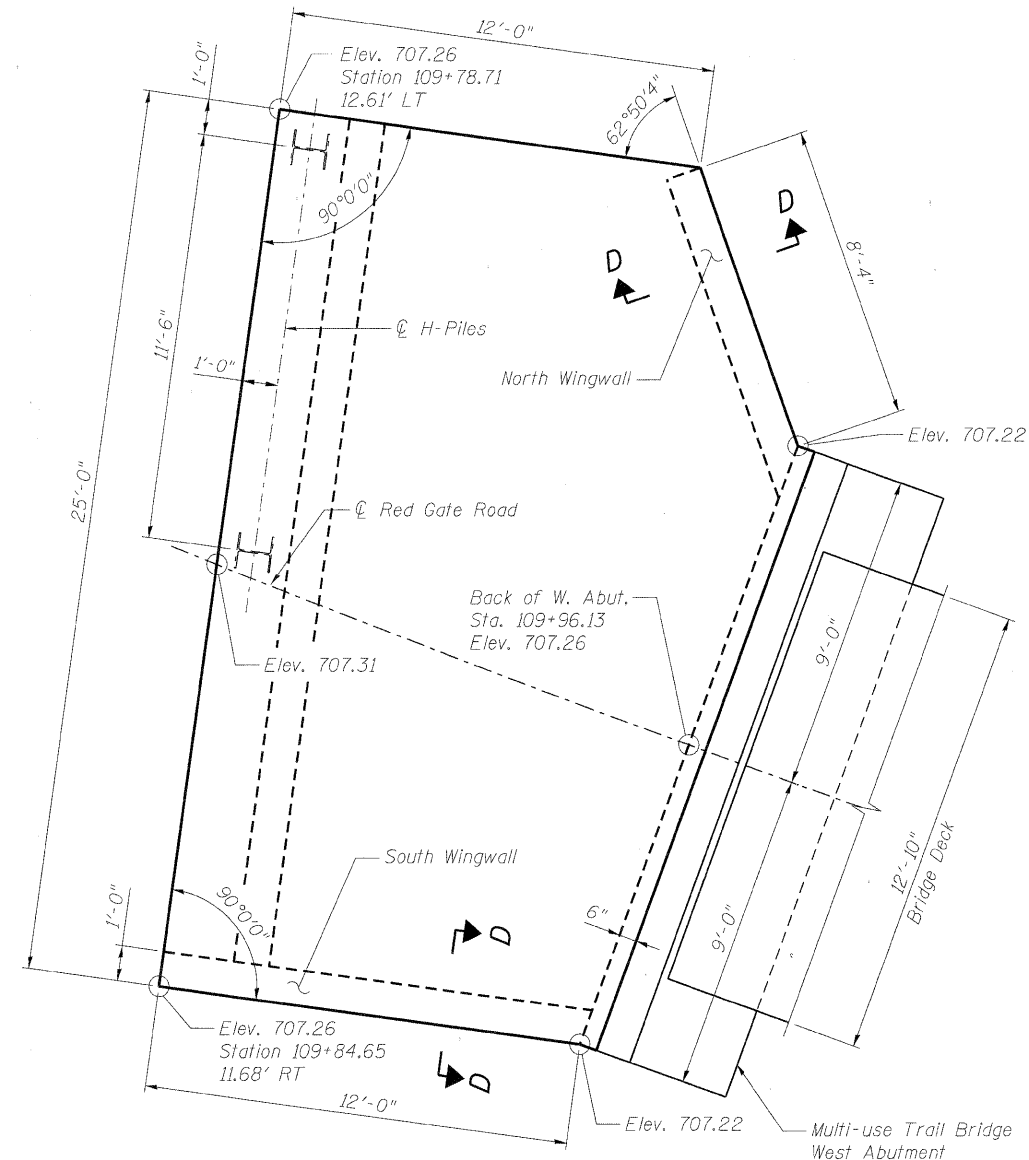 12'-0"
1'-0"
Elev. 707.26
Station 109+78.71
12.61' LT
62°50'4"
90°0'0"
D
D
8'-4"
11'-6"
℄ H-Piles
1'-0"
North Wingwall
Elev. 707.22
25'-0"
℄ Red Gate Road
Back of W. Abut.
Sta. 109+96.13
Elev. 707.26
9'-0"
Elev. 707.31
12'-10"
Bridge Deck
South Wingwall
90°0'0"
1'-0"
6"
9'-0"
D
Elev. 707.26
Station 109+84.65
11.68' RT
D
12'-0"
Elev. 707.22
Multi-use Trail Bridge
West Abutment